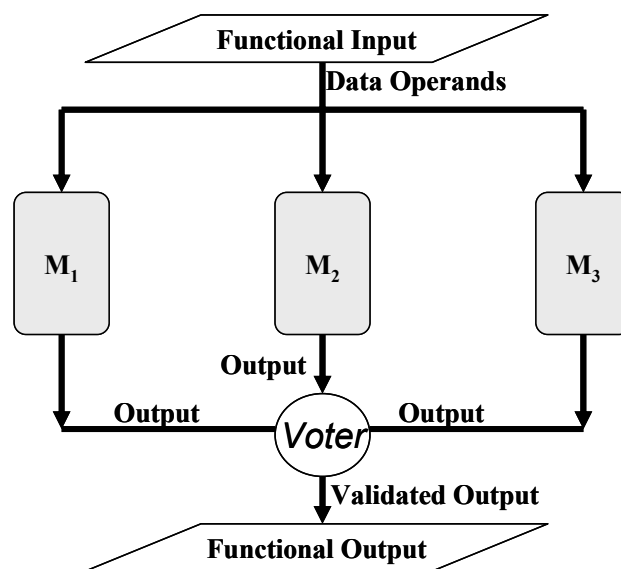 Functional Input
Data Operands
M1
M2
M3
Output
Output
Output
Voter
Validated Output
Functional Output